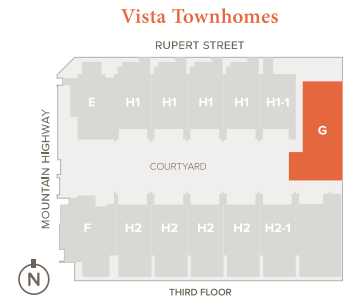 Vista Townhomes
RUPERT STREET
E H1 H1 H1 H1 H1-1
G
MOUNTAIN HIGHWAY
COURTYARD
F H2 H2 H2 H2 H2-1
N
THIRD FLOOR